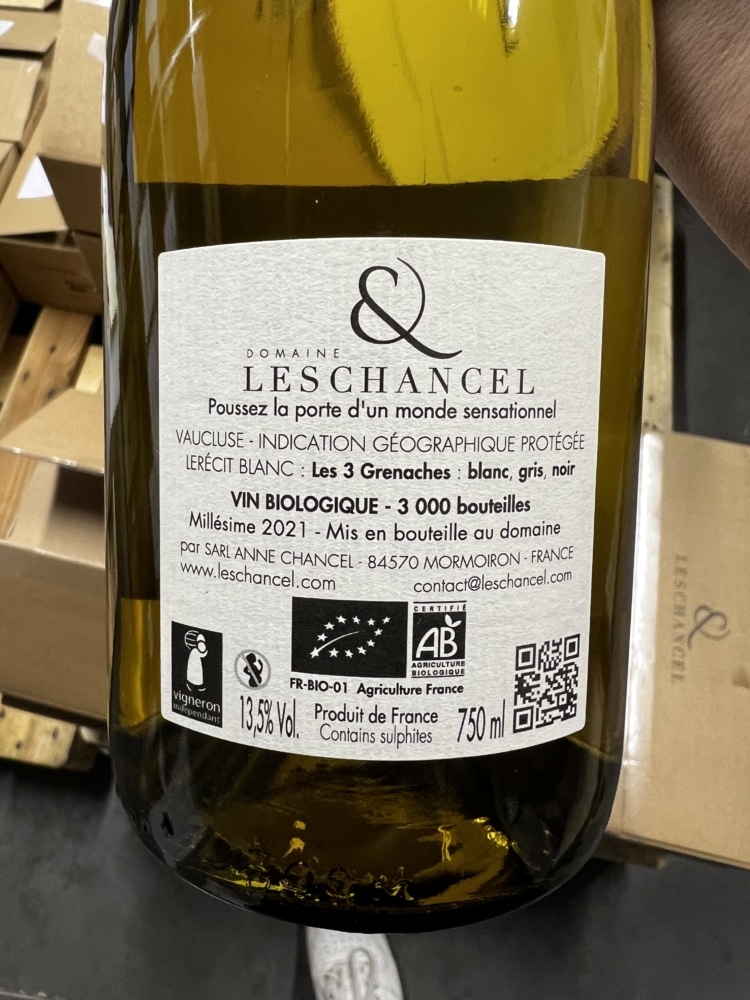 &
DOMAINE
LESCHANCEL
Poussez la porte d'un monde sensationnel
VAUCLUSE - INDICATION GÉOGRAPHIQUE PROTÉGÉE
LERÉCIT BLANC : Les 3 Grenaches : blanc, gris, noir
VIN BIOLOGIQUE - 3 000 bouteilles
Millésime 2021 - Mis en bouteille au domaine
par SARL ANNE CHANCEL - 84570 MORMOIRON - FRANCE
www.leschancel.com contact@leschancel.com
CERTIFIÉ
AB
AGRICULTURE
BIOLOGIQUE
FR-BIO-01 Agriculture France
vigneron
indépendant
13,5% Vol. Produit de France 750 ml
Contains sulphites
&
LESCHANCEL